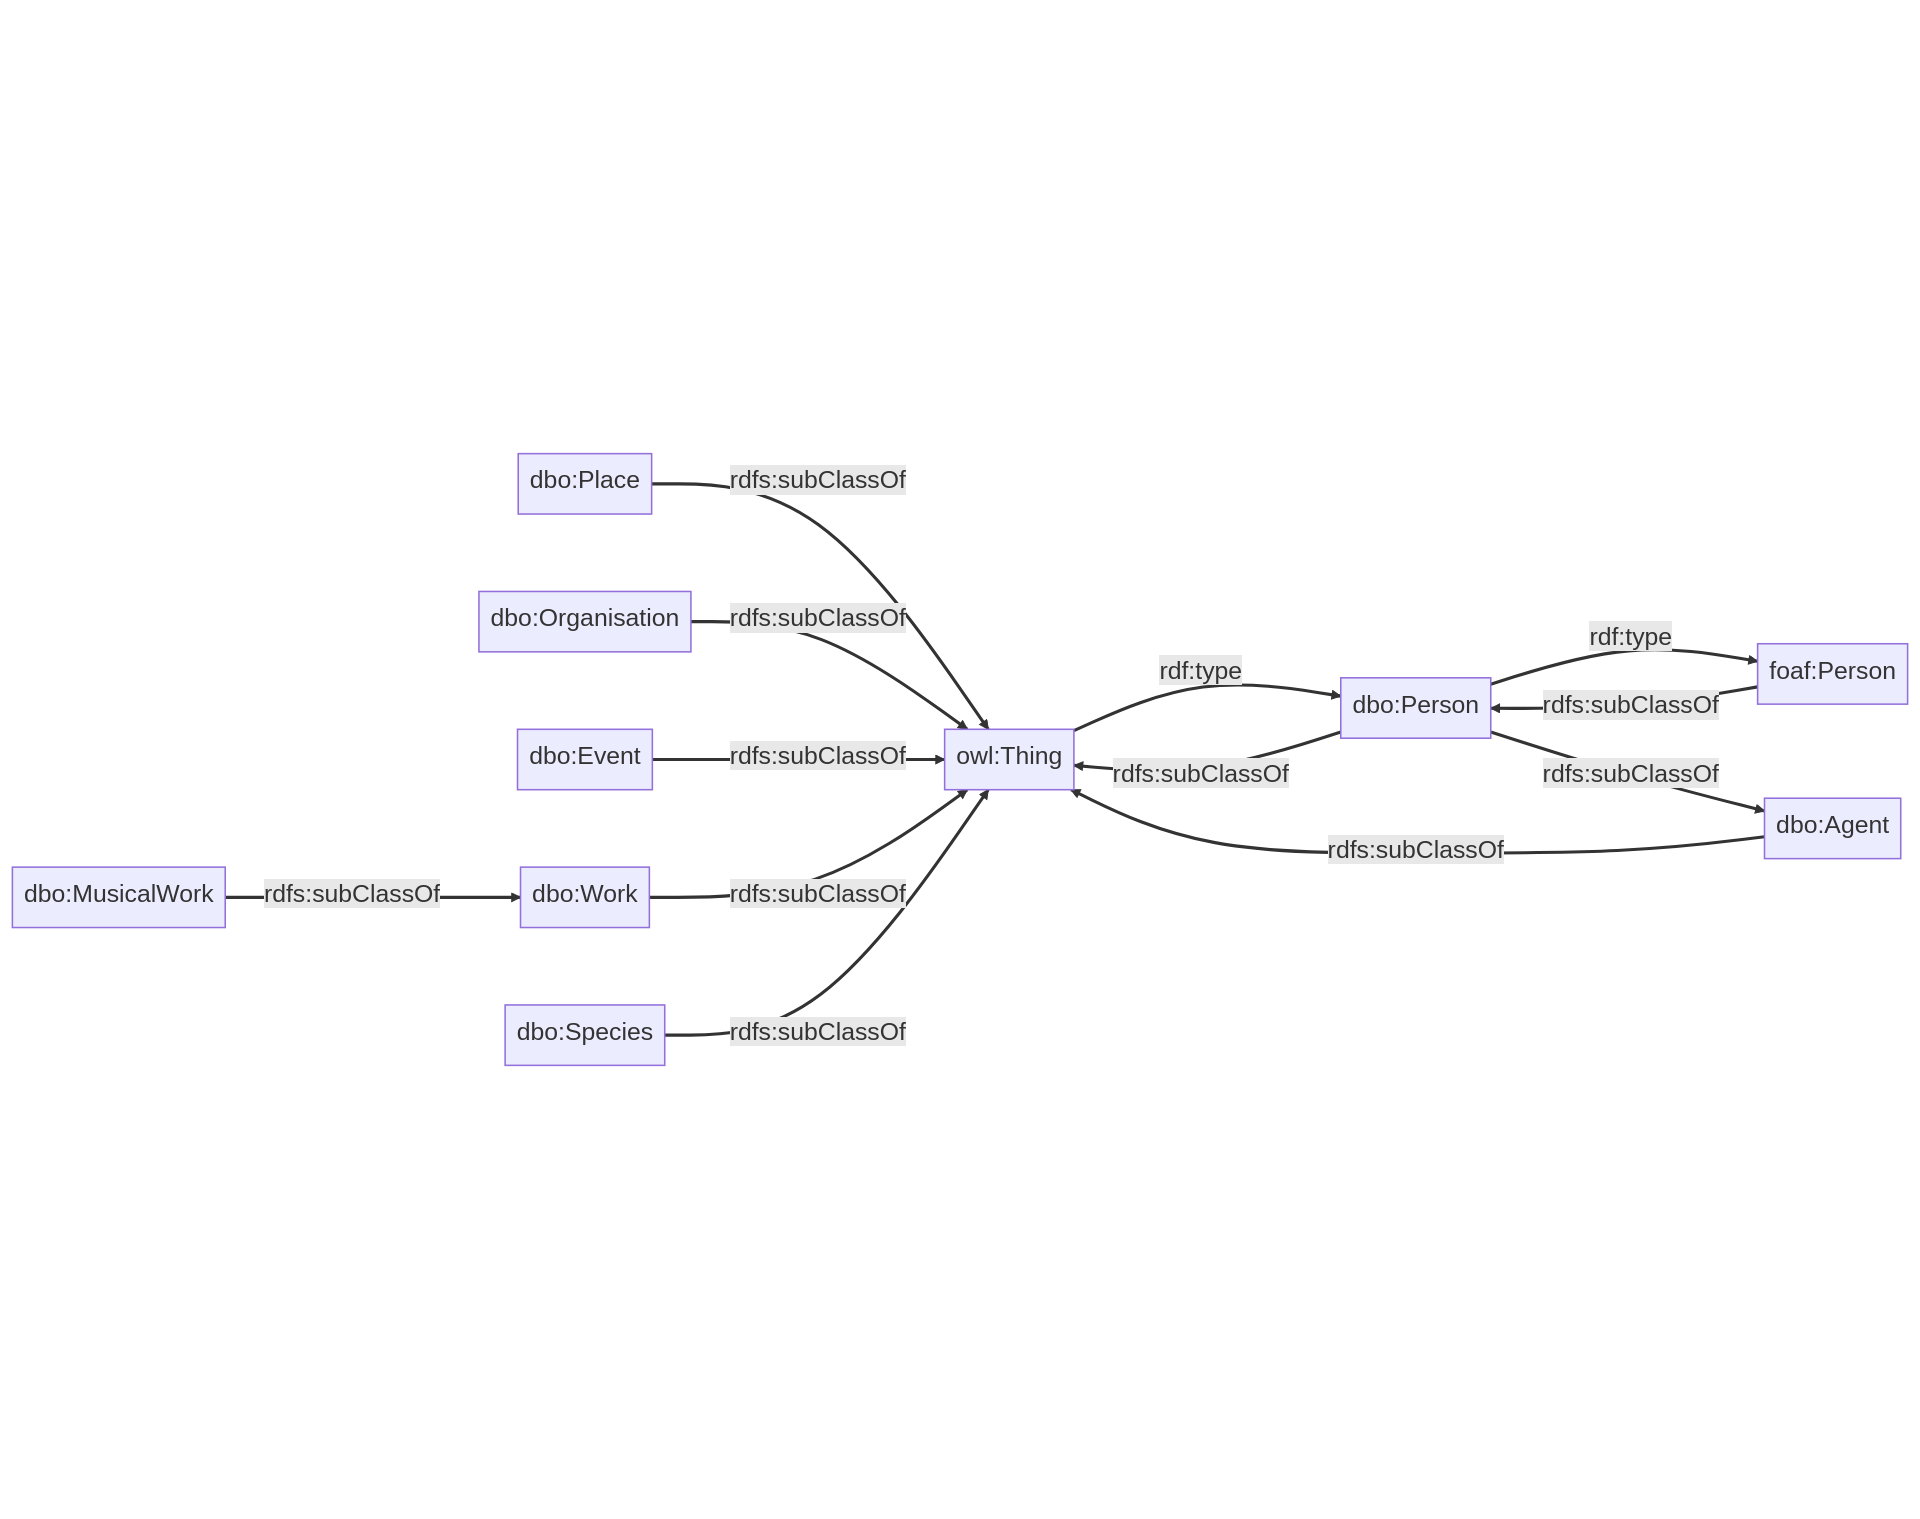 dbo:Place
rdfs:subClassOf
dbo:Organisation
rdfs:subClassOf
rdf:type
foaf:Person
rdf:type
dbo:Person
rdfs:subClassOf
dbo:Event
rdfs:subClassOf
owl:Thing
rdfs:subClassOf
rdfs:subClassOf
dbo:Agent
rdfs:subClassOf
dbo:MusicalWork
rdfs:subClassOf
dbo:Work
rdfs:subClassOf
dbo:Species
rdfs:subClassOf